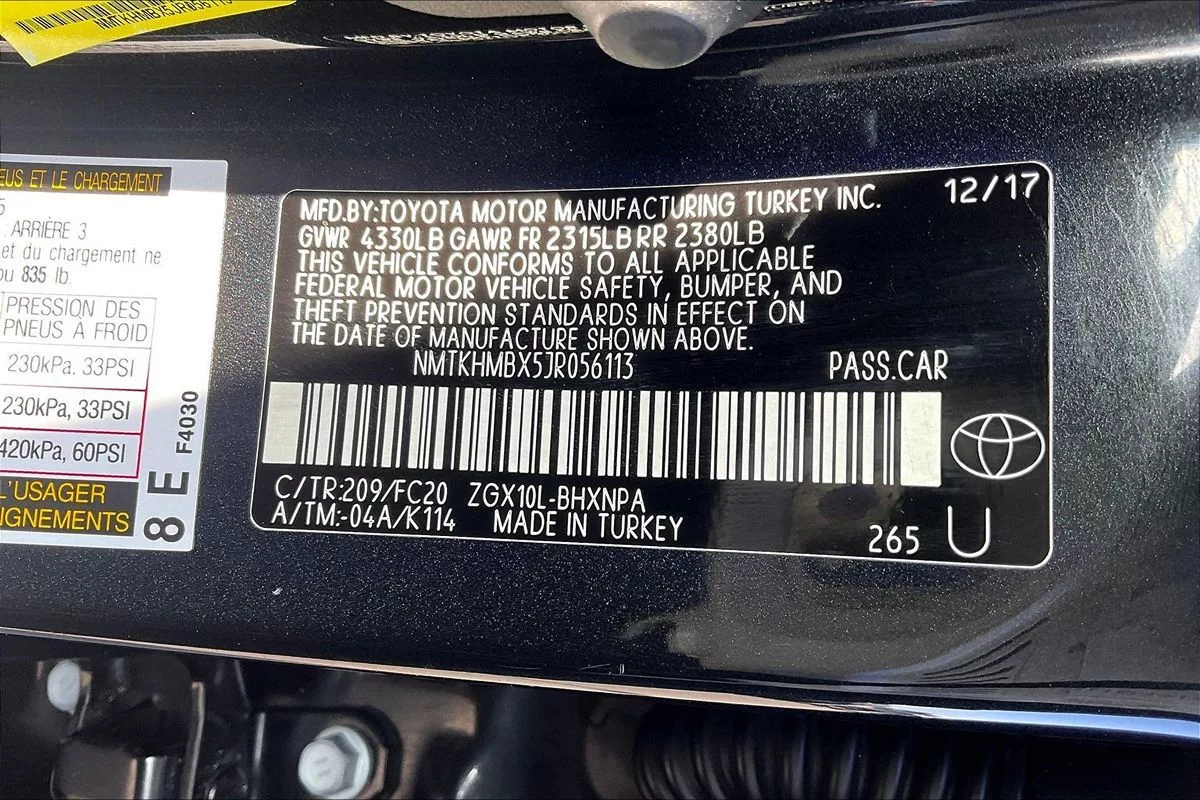 NMTKHMBX5JR056113
EUS ET LE CHARGEMENT
5
ARRIÈRE 3
et du chargement ne
ou 835 lb.
PRESSION DES
PNEUS À FROID
230kPa, 33PSI
230kPa, 33PSI
420kPa, 60PSI
L'USAGER
IGNEMENTS
8 E F4030
MFD.BY:TOYOTA MOTOR MANUFACTURING TURKEY INC. 12/17
GVWR 4330LB GAWR FR 2315LB RR 2380LB
THIS VEHICLE CONFORMS TO ALL APPLICABLE
FEDERAL MOTOR VEHICLE SAFETY, BUMPER, AND
THEFT PREVENTION STANDARDS IN EFFECT ON
THE DATE OF MANUFACTURE SHOWN ABOVE.
NMTKHMBX5JR056113 PASS.CAR
C/TR:209/FC20 ZGX10L-BHXNPA
A/TM:-04A/K114 MADE IN TURKEY
265 U